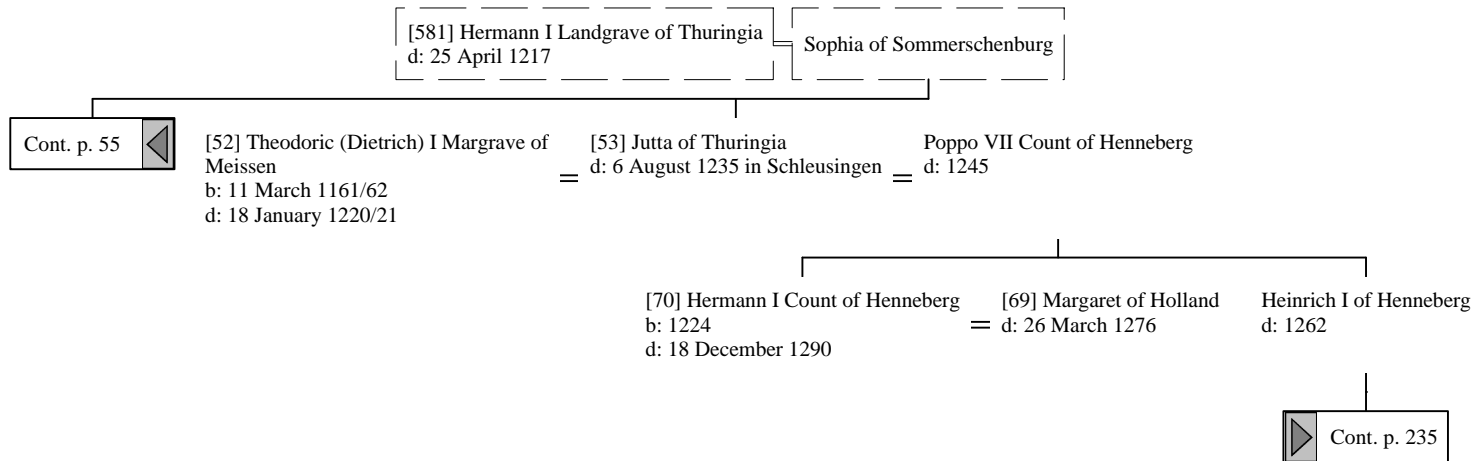 [581] Hermann I Landgrave of Thuringia
d: 25 April 1217
=
Sophia of Sommerschenburg
Cont. p. 55
[52] Theodoric (Dietrich) I Margrave of
Meissen
b: 11 March 1161/62
d: 18 January 1220/21
=
[53] Jutta of Thuringia
d: 6 August 1235 in Schleusingen
=
Poppo VII Count of Henneberg
d: 1245
[70] Hermann I Count of Henneberg
b: 1224
d: 18 December 1290
=
[69] Margaret of Holland
d: 26 March 1276
Heinrich I of Henneberg
d: 1262
Cont. p. 235